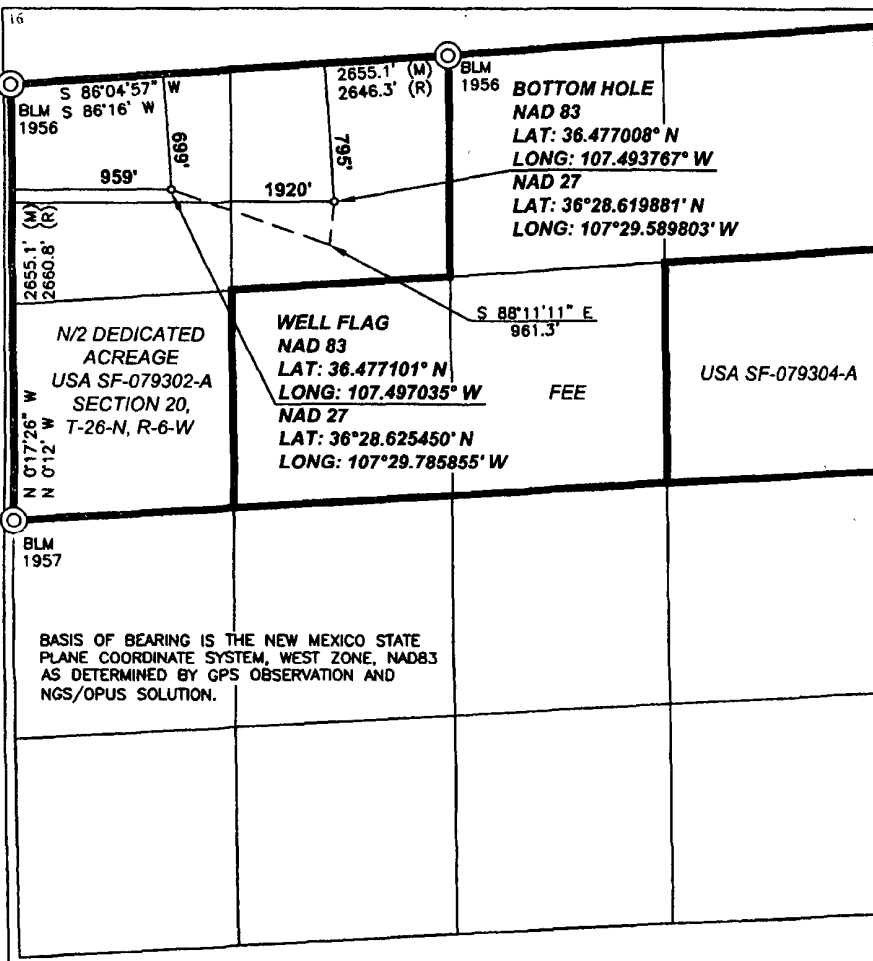 16
S 86°04'57" W
S 86°16' W
BLM
1956
2655.1' (M)
2646.3' (R)
BLM
1956
699'
795'
959'
1920'
BOTTOM HOLE
NAD 83
LAT: 36.477008° N
LONG: 107.493767° W
NAD 27
LAT: 36°28.619881' N
LONG: 107°29.589803' W
2655.1' (M)
2660.8' (R)
N 0°17'26" W
N 0°12' W
N/2 DEDICATED
ACREAGE
USA SF-079302-A
SECTION 20,
T-26-N, R-6-W
WELL FLAG
NAD 83
LAT: 36.477101° N
LONG: 107.497035° W
NAD 27
LAT: 36°28.625450' N
LONG: 107°29.785855' W
S 88°11'11" E
961.3'
FEE
USA SF-079304-A
BLM
1957
BASIS OF BEARING IS THE NEW MEXICO STATE
PLANE COORDINATE SYSTEM, WEST ZONE, NAD83
AS DETERMINED BY GPS OBSERVATION AND
NGS/OPUS SOLUTION.